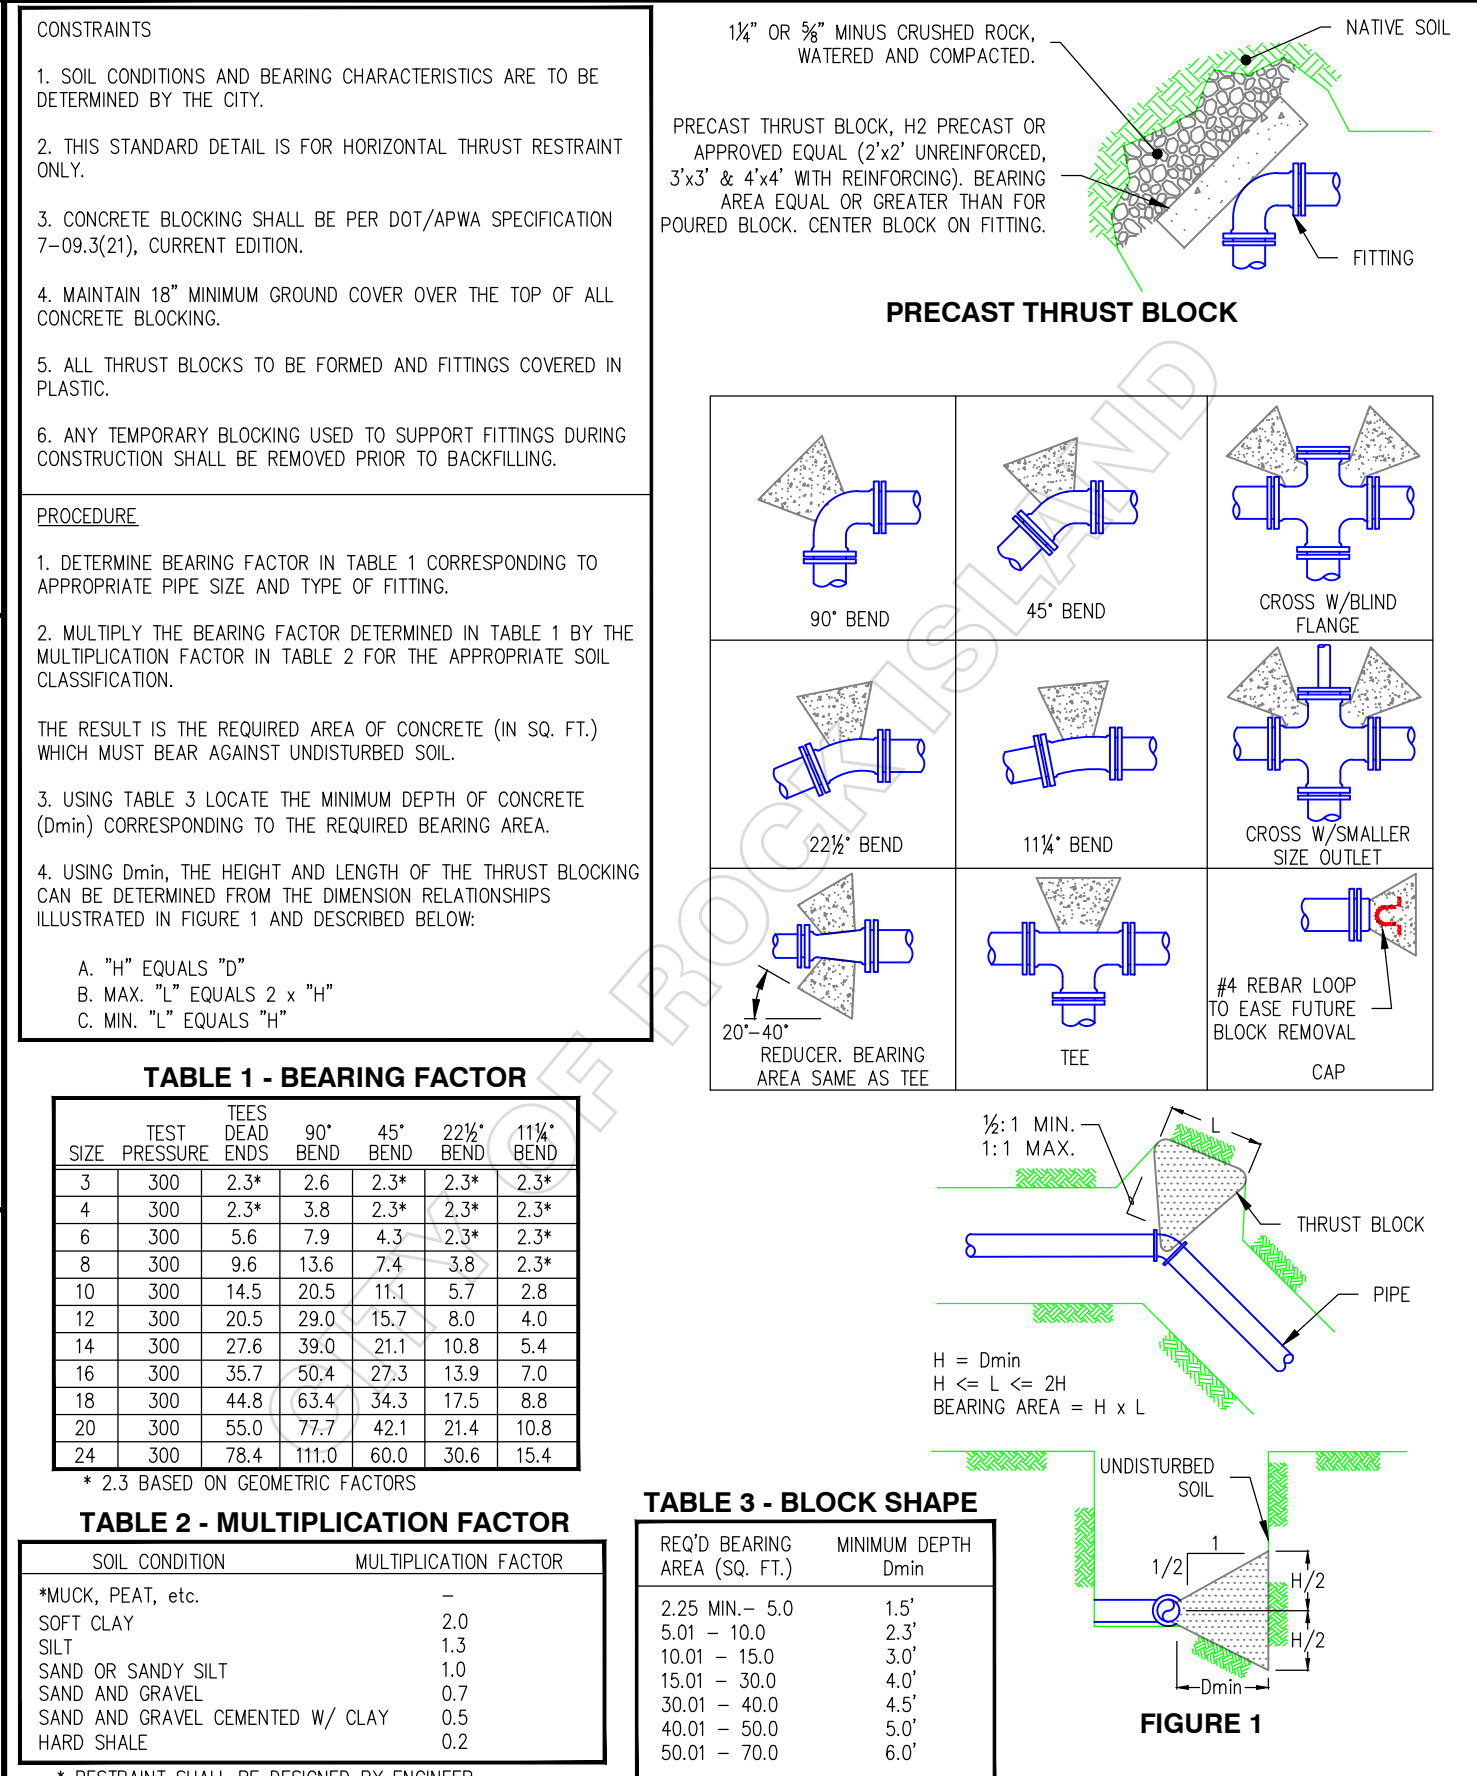 CONSTRAINTS
1. SOIL CONDITIONS AND BEARING CHARACTERISTICS ARE TO BE
DETERMINED BY THE CITY.
2. THIS STANDARD DETAIL IS FOR HORIZONTAL THRUST RESTRAINT
ONLY.
3. CONCRETE BLOCKING SHALL BE PER DOT/APWA SPECIFICATION
7-09.3(21), CURRENT EDITION.
4. MAINTAIN 18" MINIMUM GROUND COVER OVER THE TOP OF ALL
CONCRETE BLOCKING.
5. ALL THRUST BLOCKS TO BE FORMED AND FITTINGS COVERED IN
PLASTIC.
6. ANY TEMPORARY BLOCKING USED TO SUPPORT FITTINGS DURING
CONSTRUCTION SHALL BE REMOVED PRIOR TO BACKFILLING.
PROCEDURE
1. DETERMINE BEARING FACTOR IN TABLE 1 CORRESPONDING TO
APPROPRIATE PIPE SIZE AND TYPE OF FITTING.
2. MULTIPLY THE BEARING FACTOR DETERMINED IN TABLE 1 BY THE
MULTIPLICATION FACTOR IN TABLE 2 FOR THE APPROPRIATE SOIL
CLASSIFICATION.
THE RESULT IS THE REQUIRED AREA OF CONCRETE (IN SQ. FT.)
WHICH MUST BEAR AGAINST UNDISTURBED SOIL.
3. USING TABLE 3 LOCATE THE MINIMUM DEPTH OF CONCRETE
(Dmin) CORRESPONDING TO THE REQUIRED BEARING AREA.
4. USING Dmin, THE HEIGHT AND LENGTH OF THE THRUST BLOCKING
CAN BE DETERMINED FROM THE DIMENSION RELATIONSHIPS
ILLUSTRATED IN FIGURE 1 AND DESCRIBED BELOW:
A. "H" EQUALS "D"
B. MAX. "L" EQUALS 2 x "H"
C. MIN. "L" EQUALS "H"
1¼" OR ⅝" MINUS CRUSHED ROCK,
WATERED AND COMPACTED.
NATIVE SOIL
PRECAST THRUST BLOCK, H2 PRECAST OR
APPROVED EQUAL (2'x2' UNREINFORCED,
3'x3' & 4'x4' WITH REINFORCING). BEARING
AREA EQUAL OR GREATER THAN FOR
POURED BLOCK. CENTER BLOCK ON FITTING.
FITTING
PRECAST THRUST BLOCK
90° BEND
45° BEND
CROSS W/BLIND
FLANGE
22½° BEND
11¼° BEND
CROSS W/SMALLER
SIZE OUTLET
20°-40°
REDUCER. BEARING
AREA SAME AS TEE
TEE
#4 REBAR LOOP
TO EASE FUTURE
BLOCK REMOVAL
CAP
CITY OF ROCK ISLAND
TABLE 1 - BEARING FACTOR
SIZE TEST PRESSURE TEES DEAD ENDS 90° BEND 45° BEND 22½° BEND 11¼° BEND
3 300 2.3* 2.6 2.3* 2.3* 2.3*
4 300 2.3* 3.8 2.3* 2.3* 2.3*
6 300 5.6 7.9 4.3 2.3* 2.3*
8 300 9.6 13.6 7.4 3.8 2.3*
10 300 14.5 20.5 11.1 5.7 2.8
12 300 20.5 29.0 15.7 8.0 4.0
14 300 27.6 39.0 21.1 10.8 5.4
16 300 35.7 50.4 27.3 13.9 7.0
18 300 44.8 63.4 34.3 17.5 8.8
20 300 55.0 77.7 42.1 21.4 10.8
24 300 78.4 111.0 60.0 30.6 15.4
* 2.3 BASED ON GEOMETRIC FACTORS
TABLE 2 - MULTIPLICATION FACTOR
SOIL CONDITION MULTIPLICATION FACTOR
*MUCK, PEAT, etc. -
SOFT CLAY 2.0
SILT 1.3
SAND OR SANDY SILT 1.0
SAND AND GRAVEL 0.7
SAND AND GRAVEL CEMENTED W/ CLAY 0.5
HARD SHALE 0.2
* RESTRAINT SHALL BE DESIGNED BY ENGINEER
TABLE 3 - BLOCK SHAPE
REQ'D BEARING MINIMUM DEPTH
AREA (SQ. FT.) Dmin
2.25 MIN.- 5.0 1.5'
5.01 - 10.0 2.3'
10.01 - 15.0 3.0'
15.01 - 30.0 4.0'
30.01 - 40.0 4.5'
40.01 - 50.0 5.0'
50.01 - 70.0 6.0'
½:1 MIN.
1:1 MAX.
L
THRUST BLOCK
PIPE
H = Dmin
H <= L <= 2H
BEARING AREA = H x L
UNDISTURBED
SOIL
1
1/2
H/2
H/2
Dmin
FIGURE 1